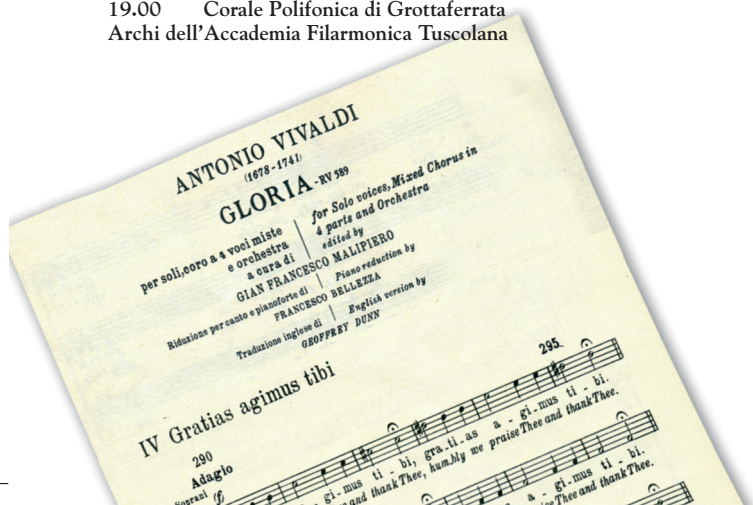 19.00 Corale Polifonica di Grottaferrata
Archi dell'Accademia Filarmonica Tuscolana
ANTONIO VIVALDI
(1678-1741)
GLORIA - RV 589
per soli, coro a 4 voci miste
e orchestra
a cura di
for Solo voices, Mixed Chorus in
4 parts and Orchestra
edited by
GIAN FRANCESCO MALIPIERO
Riduzione per canto e pianoforte di
Piano reduction by
FRANCESCO BELLEZZA
Traduzione inglese di
English version by
GEOFFREY DUNN
IV Gratias agimus tibi
290
295
Adagio
Soprani f
gi-mus ti - bi, gra-ti-as a - gi-mus ti - bi.
and thank Thee, hum-bly we praise Thee and thank Thee.
a - gi-mus ti - bi.
Thee and thank Thee.